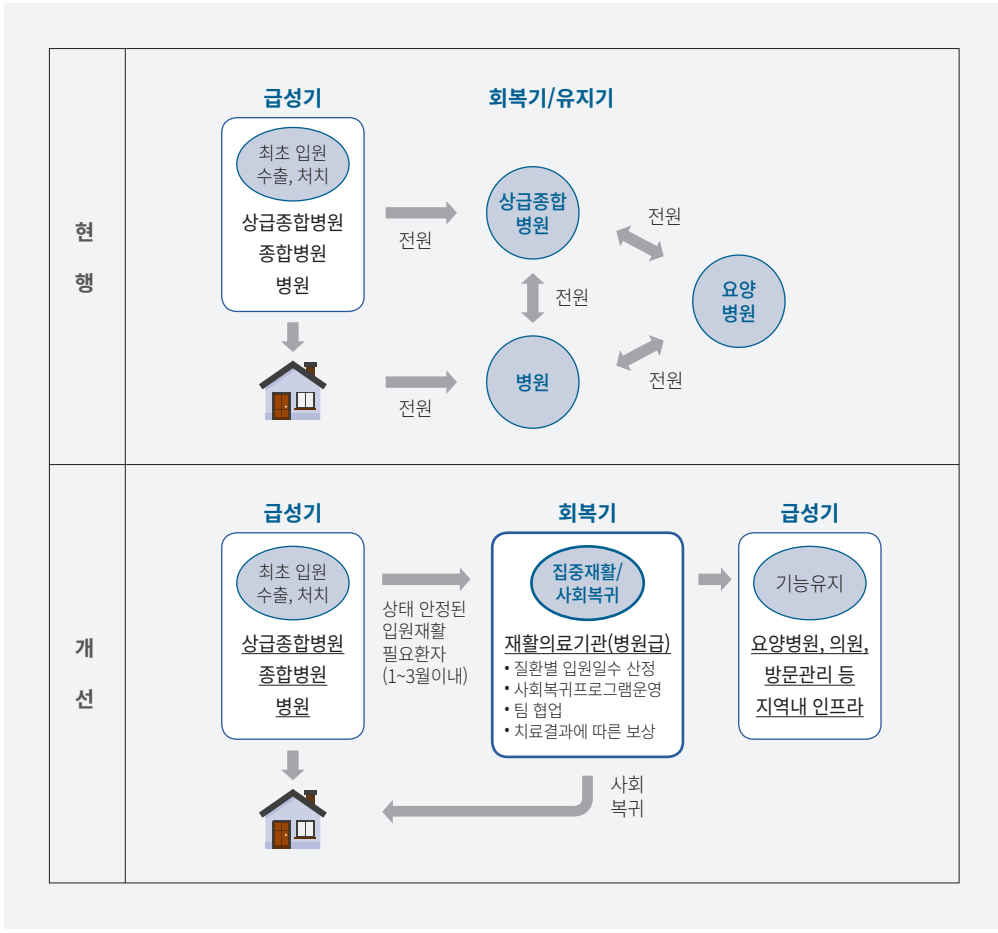 현
행
급성기
최초 입원
수출, 처치
상급종합병원
종합병원
병원
전원
전원
회복기/유지기
상급종합
병원
전원
병원
전원
전원
요양
병원
개
선
급성기
최초 입원
수출, 처치
상급종합병원
종합병원
병원
상태 안정된
입원재활
필요환자
(1~3월이내)
회복기
집중재활/
사회복귀
재활의료기관(병원급)
• 질환별 입원일수 산정
• 사회복귀프로그램운영
• 팀 협업
• 치료결과에 따른 보상
사회
복귀
급성기
기능유지
요양병원, 의원,
방문관리 등
지역내 인프라